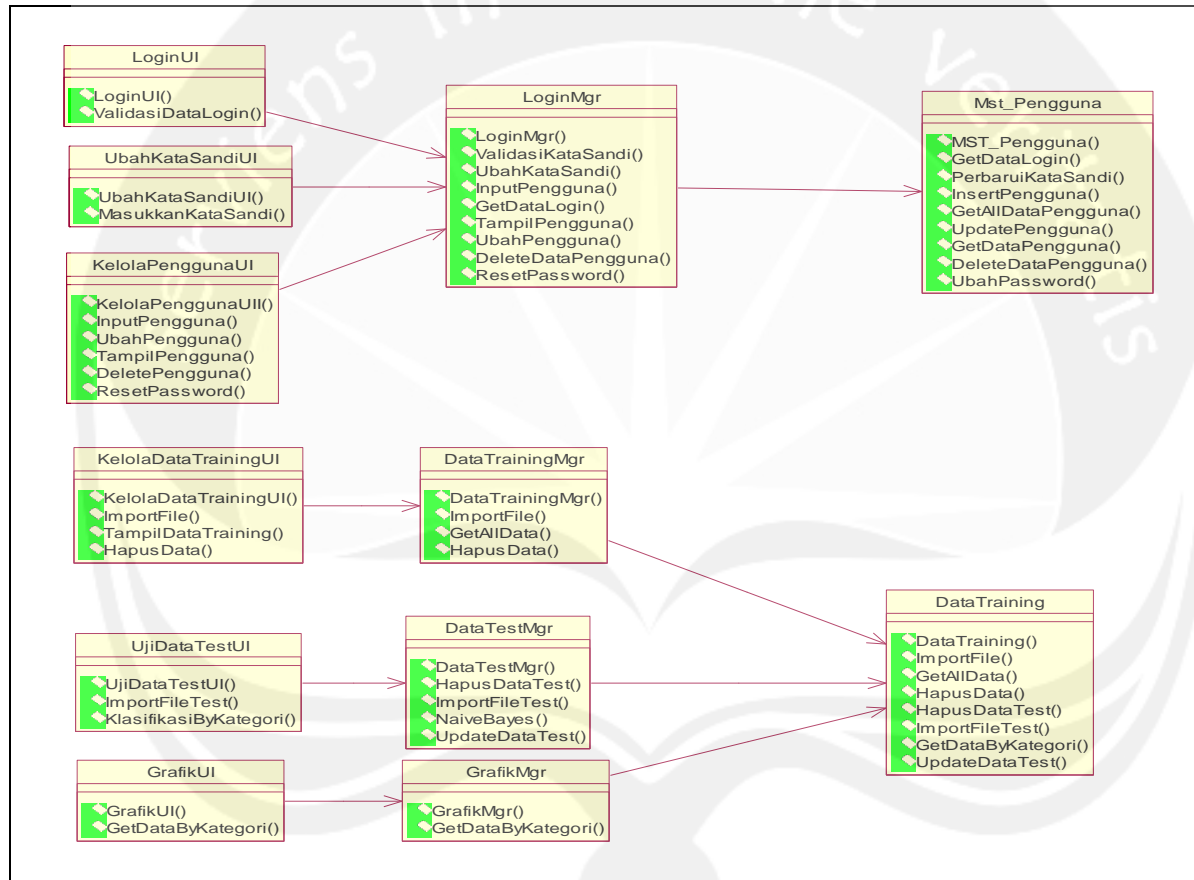 LoginUI
LoginUI()
ValidasiDataLogin()
UbahKataSandiUI
UbahKataSandiUI()
MasukkanKataSandi()
KelolaPenggunaUI
KelolaPenggunaUII()
InputPengguna()
UbahPengguna()
TampilPengguna()
DeletePengguna()
ResetPassword()
LoginMgr
LoginMgr()
ValidasiKataSandi()
UbahKataSandi()
InputPengguna()
GetDataLogin()
TampilPengguna()
UbahPengguna()
DeleteDataPengguna()
ResetPassword()
Mst_Pengguna
MST_Pengguna()
GetDataLogin()
PerbaruiKataSandi()
InsertPengguna()
GetAllDataPengguna()
UpdatePengguna()
GetDataPengguna()
DeleteDataPengguna()
UbahPassword()
KelolaDataTrainingUI
KelolaDataTrainingUI()
ImportFile()
TampilDataTraining()
HapusData()
DataTrainingMgr
DataTrainingMgr()
ImportFile()
GetAllData()
HapusData()
UjiDataTestUI
UjiDataTestUI()
ImportFileTest()
KlasifikasiByKategori()
DataTestMgr
DataTestMgr()
HapusDataTest()
ImportFileTest()
NaiveBayes()
UpdateDataTest()
DataTraining
DataTraining()
ImportFile()
GetAllData()
HapusData()
HapusDataTest()
ImportFileTest()
GetDataByKategori()
UpdateDataTest()
GrafikUI
GrafikUI()
GetDataByKategori()
GrafikMgr
GrafikMgr()
GetDataByKategori()